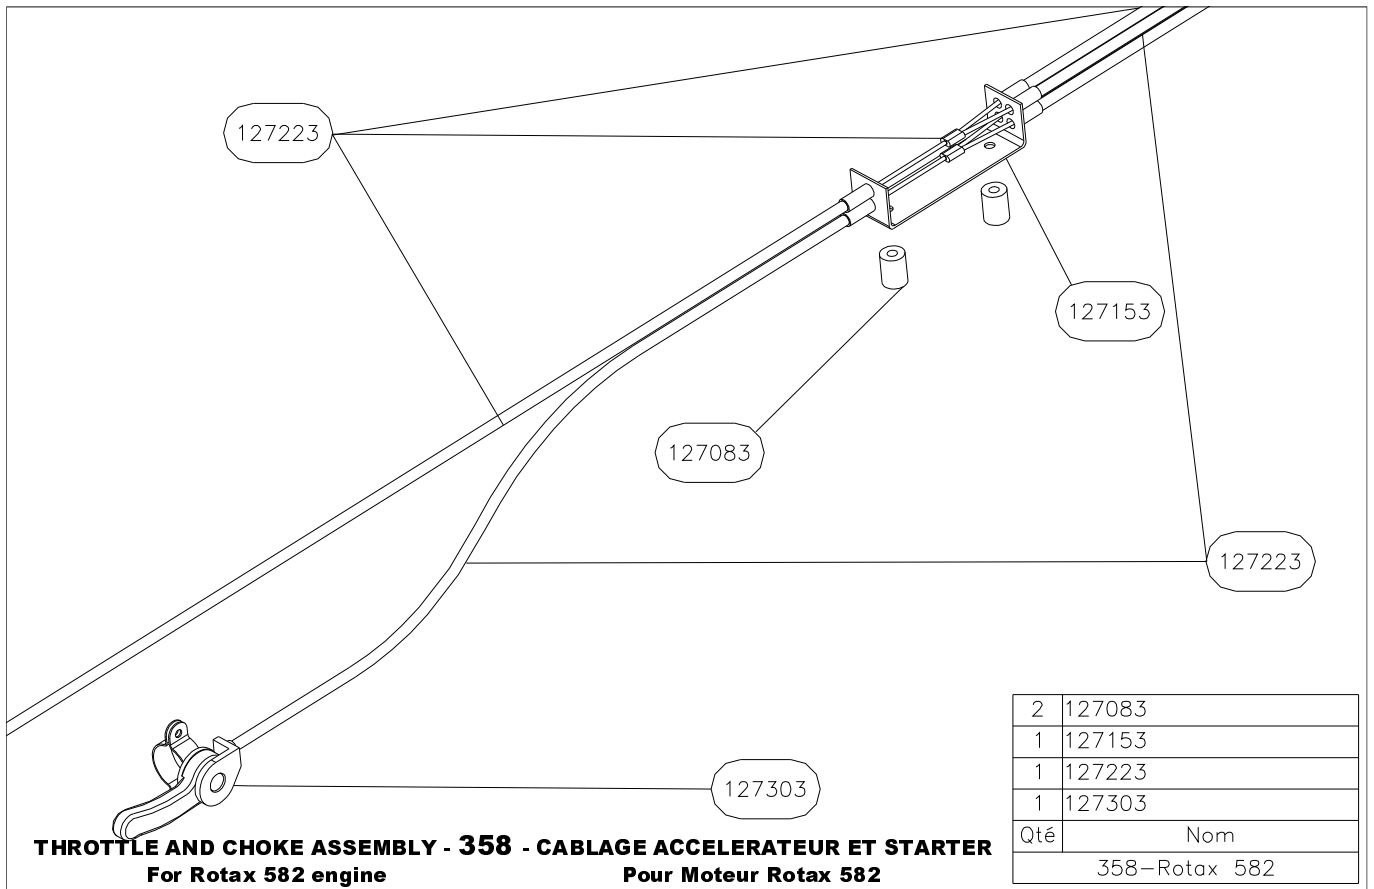 127223
127153
127083
127223
127303
2 127083
1 127153
1 127223
1 127303
Qté Nom
358-Rotax 582
THROTTLE AND CHOKE ASSEMBLY - 358 - CABLAGE ACCELERATEUR ET STARTER
For Rotax 582 engine Pour Moteur Rotax 582